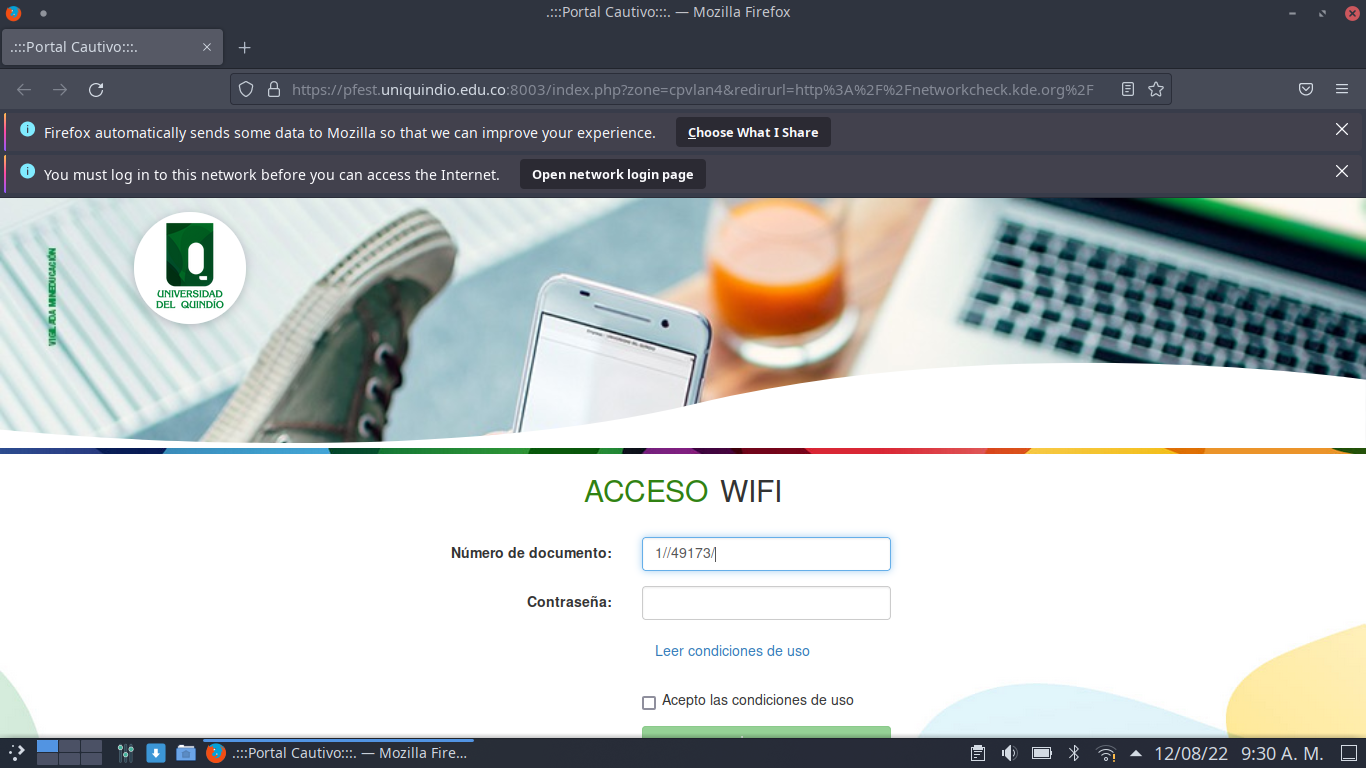 .:::Portal Cautivo:::. — Mozilla Firefox
.:::Portal Cautivo:::.
https://pfest.uniquindio.edu.co:8003/index.php?zone=cpvlan4&redirurl=http%3A%2F%2Fnetworkcheck.kde.org%2F
Firefox automatically sends some data to Mozilla so that we can improve your experience. Choose What I Share
You must log in to this network before you can access the Internet. Open network login page
VIGILADA MINEDUCACIÓN
UNIVERSIDAD
DEL QUINDÍO
ACCESO WIFI
Número de documento: 1//49173/
Contraseña:
Leer condiciones de uso
Acepto las condiciones de uso
.:::Portal Cautivo:::. — Mozilla Fire...
12/08/22 9:30 A. M.